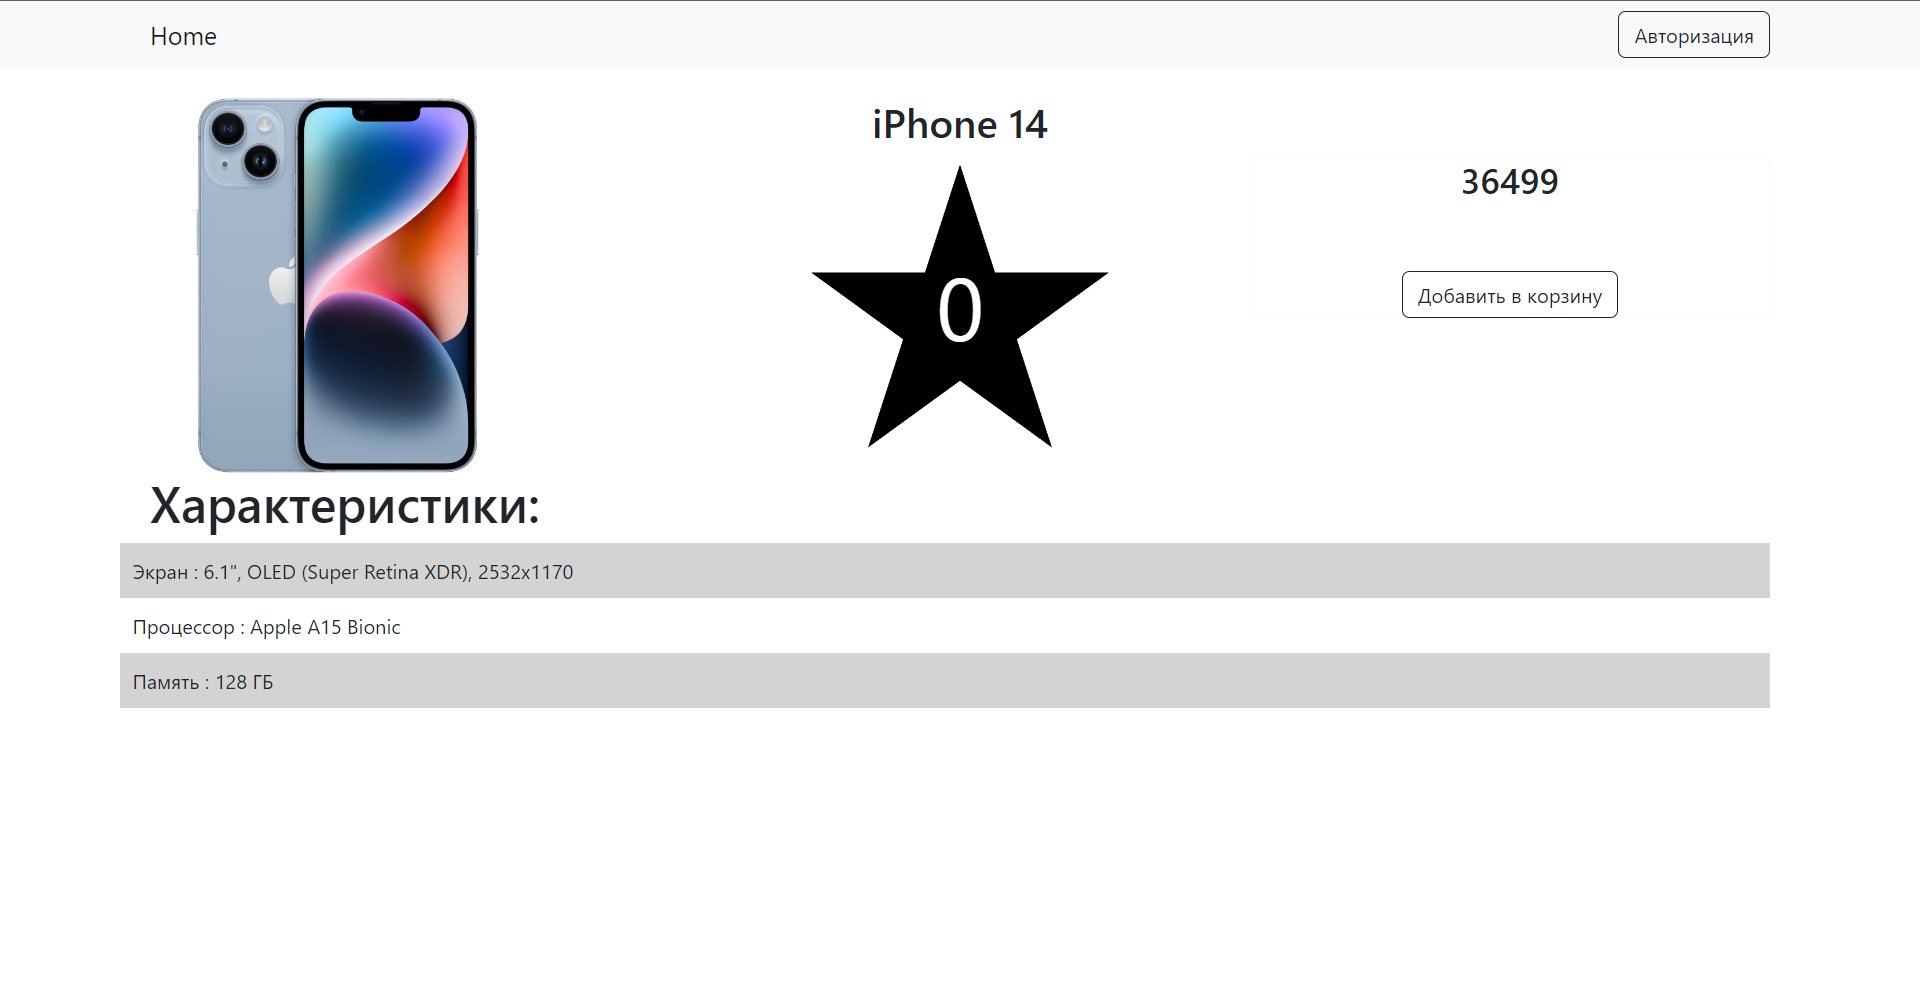 Home
Авторизация
iPhone 14
0
36499
Добавить в корзину
Характеристики:
Экран : 6.1", OLED (Super Retina XDR), 2532x1170
Процессор : Apple A15 Bionic
Память : 128 ГБ